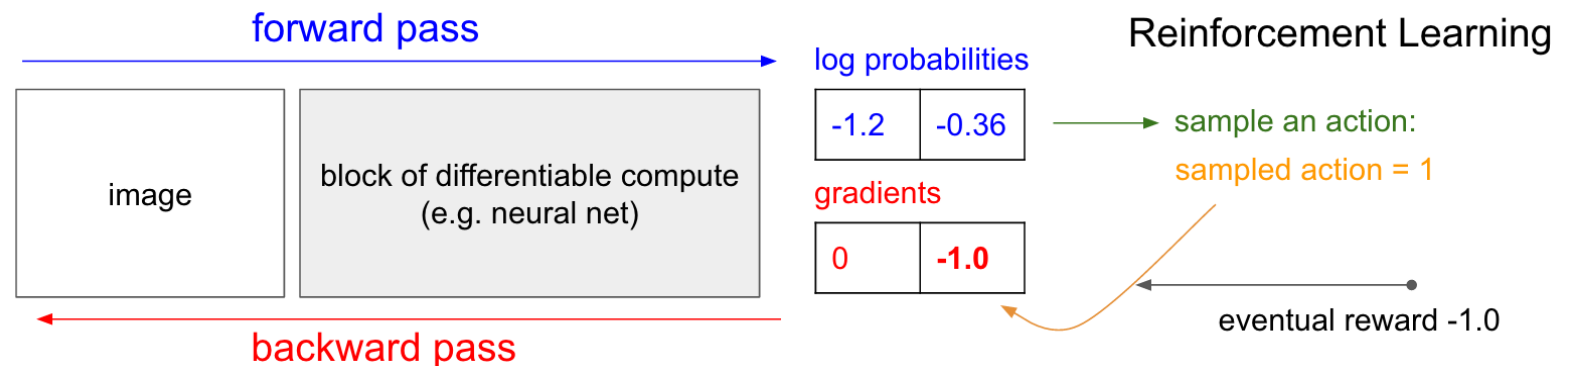 forward pass
Reinforcement Learning
log probabilities
-1.2 -0.36
sample an action:
sampled action = 1
image
block of differentiable compute
(e.g. neural net)
gradients
0 -1.0
eventual reward -1.0
backward pass